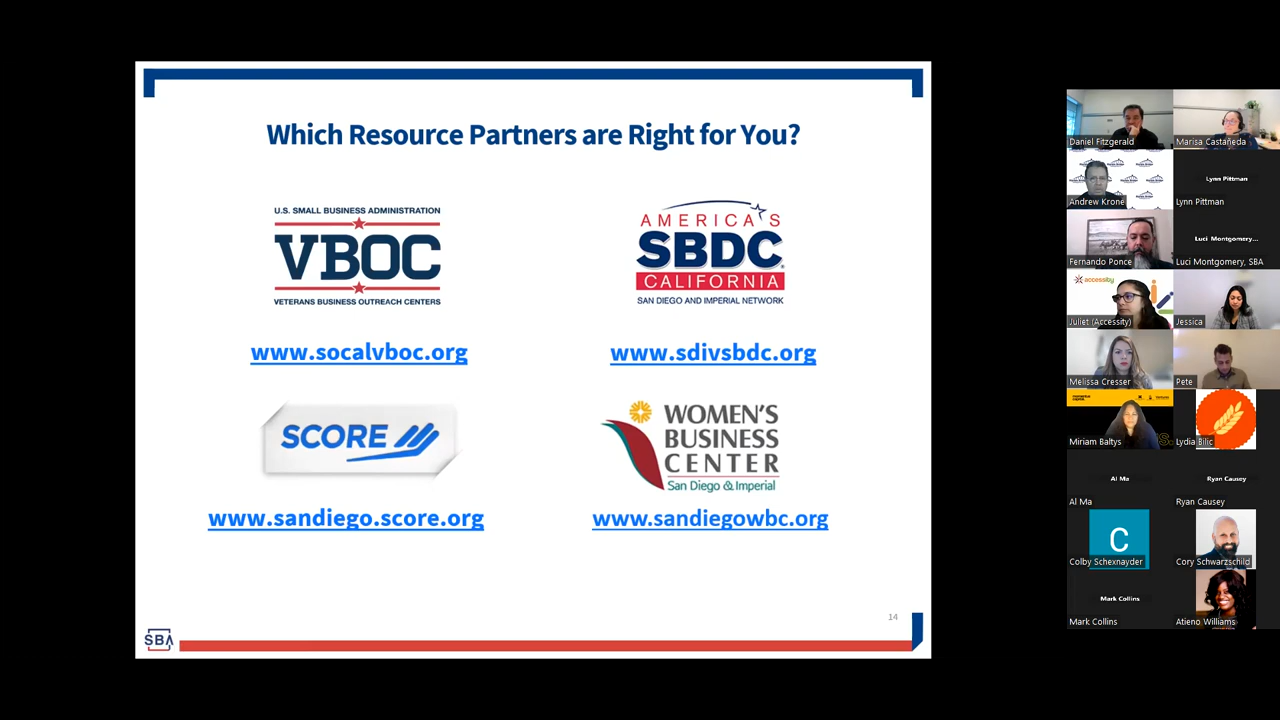 Which Resource Partners are Right for You?
U.S. SMALL BUSINESS ADMINISTRATION
VBOC
VETERANS BUSINESS OUTREACH CENTERS
www.socalvboc.org
AMERICA'S
SBDC
CALIFORNIA
SAN DIEGO AND IMPERIAL NETWORK
www.sdivsbdc.org
SCORE
www.sandiego.score.org
WOMEN'S
BUSINESS
CENTER
San Diego & Imperial
www.sandiegowbc.org
14
SBA
Daniel Fitzgerald
Marisa Castañeda
Andrew Krone
Lynn Pittman
Lynn Pittman
Fernando Ponce
Luci Montgomery...
Luci Montgomery, SBA
accessity
Juliet (Accessity)
Jessica
Melissa Cresser
Pete
Miriam Baltys
Lydia Bilic
Al Ma
Al Ma
Ryan Causey
Ryan Causey
C
Colby Schexnayder
Cory Schwarzschild
Mark Collins
Mark Collins
Atieno Williams